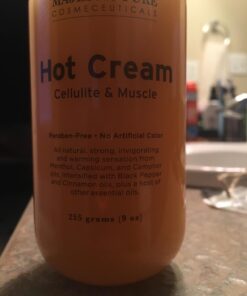 COSMECEUTICALS
Hot Cream
Cellulite & Muscle
Paraben-Free • No Artificial Color
All natural, strong, invigorating
and warming sensation from
Menthol, Capsicum, and Camphor
oils, intensified with Black Pepper
and Cinnamon oils, plus a host of
other essential oils.
255 grams (9 oz)